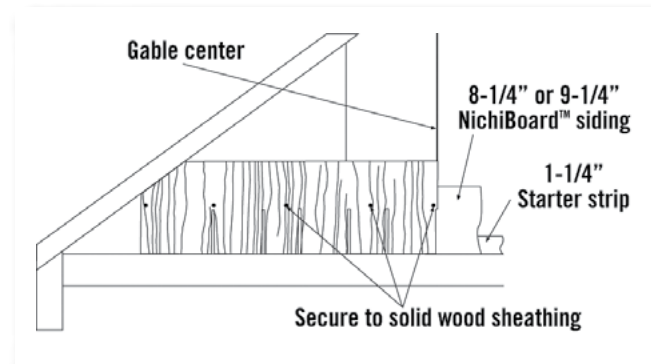 Gable center
8-1/4” or 9-1/4”
NichiBoard™ siding
1-1/4”
Starter strip
Secure to solid wood sheathing